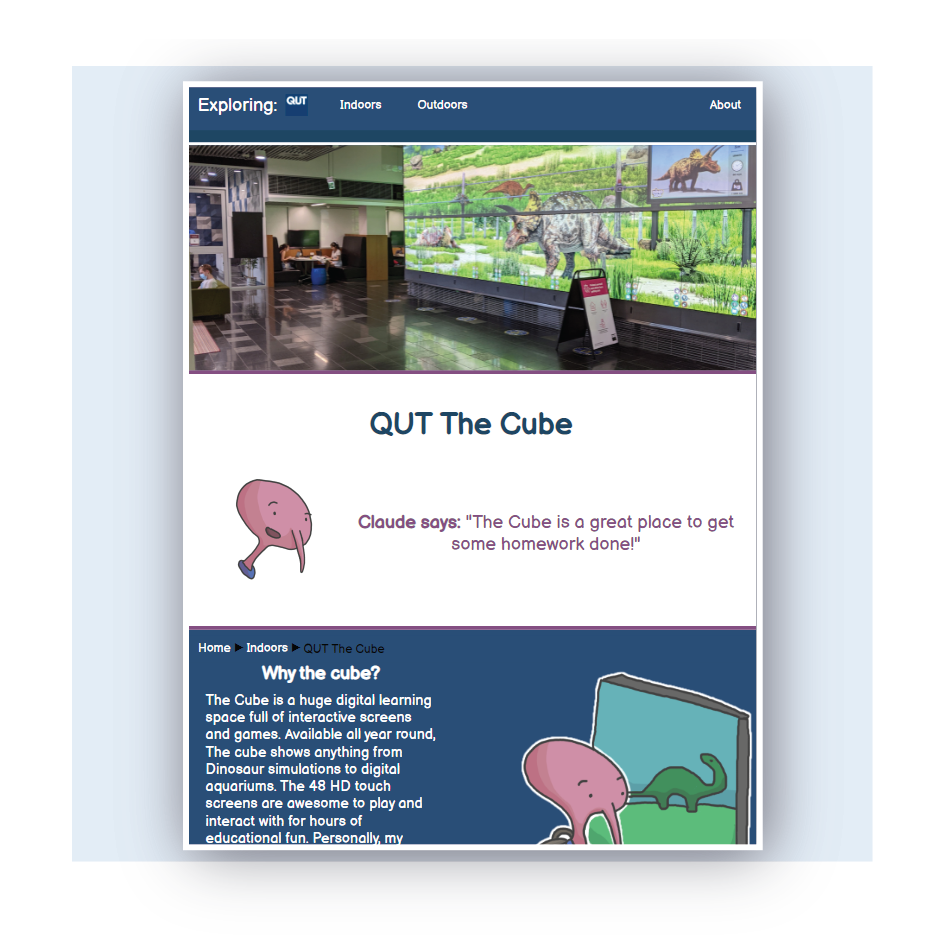 Exploring: QUT Indoors Outdoors About
QUT The Cube
Claude says: "The Cube is a great place to get
some homework done!"
Home ▶ Indoors ▶ QUT The Cube
Why the cube?
The Cube is a huge digital learning
space full of interactive screens
and games. Available all year round,
The cube shows anything from
Dinosaur simulations to digital
aquariums. The 48 HD touch
screens are awesome to play and
interact with for hours of
educational fun. Personally, my